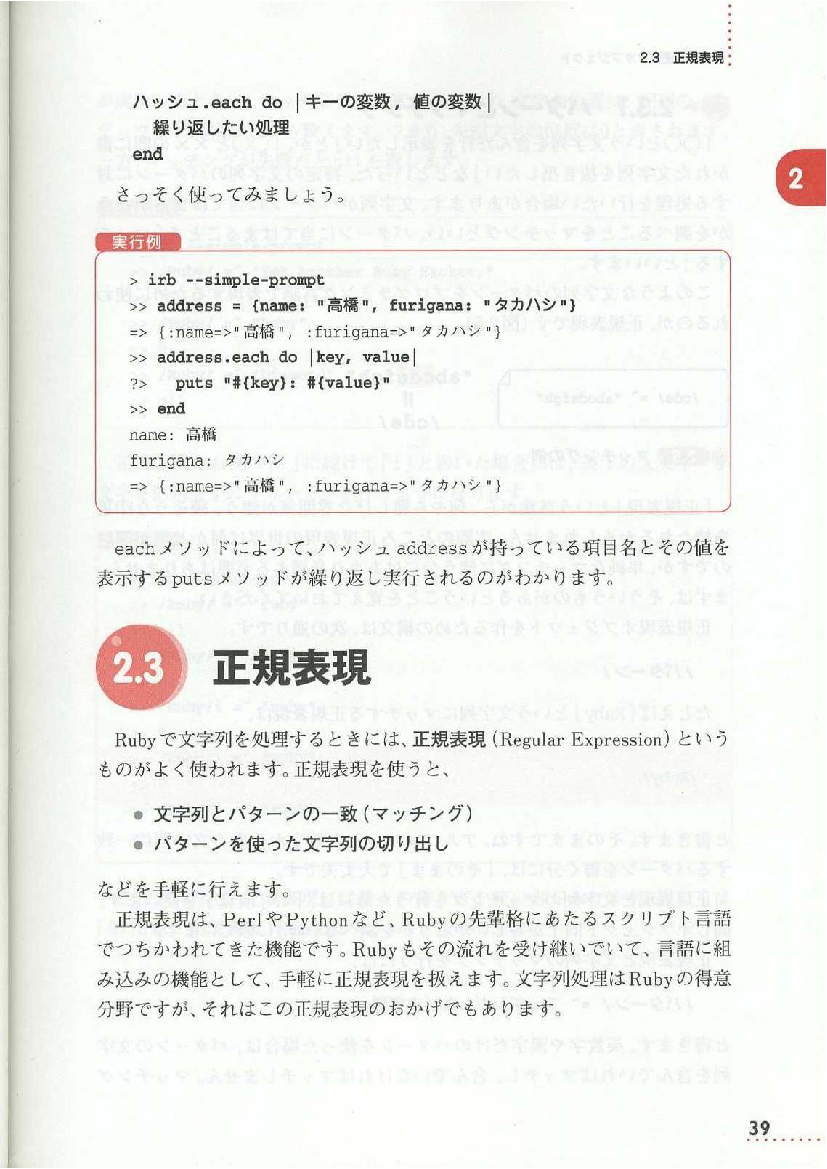 2.3 正規表現
ハッシュ.each do |キーの変数, 値の変数|
繰り返したい処理
end
さっそく使ってみましょう。
2
実行例
> irb --simple-prompt
>> address = {name: "高橋", furigana: "タカハシ"}
=> {:name=>"高橋", :furigana=>"タカハシ"}
>> address.each do |key, value|
?>   puts "#{key}: #{value}"
>> end
name: 高橋
furigana: タカハシ
=> {:name=>"高橋", :furigana=>"タカハシ"}
eachメソッドによって、ハッシュaddressが持っている項目名とその値を
表示するputsメソッドが繰り返し実行されるのがわかります。
2.3 正規表現
Rubyで文字列を処理するときには、正規表現(Regular Expression)という
ものがよく使われます。正規表現を使うと、
● 文字列とパターンの一致(マッチング)
● パターンを使った文字列の切り出し
などを手軽に行えます。
正規表現は、PerlやPythonなど、Rubyの先輩格にあたるスクリプト言語
でつちかわれてきた機能です。Rubyもその流れを受け継いでいて、言語に組
み込みの機能として、手軽に正規表現を扱えます。文字列処理はRubyの得意
分野ですが、それはこの正規表現のおかげでもあります。
39